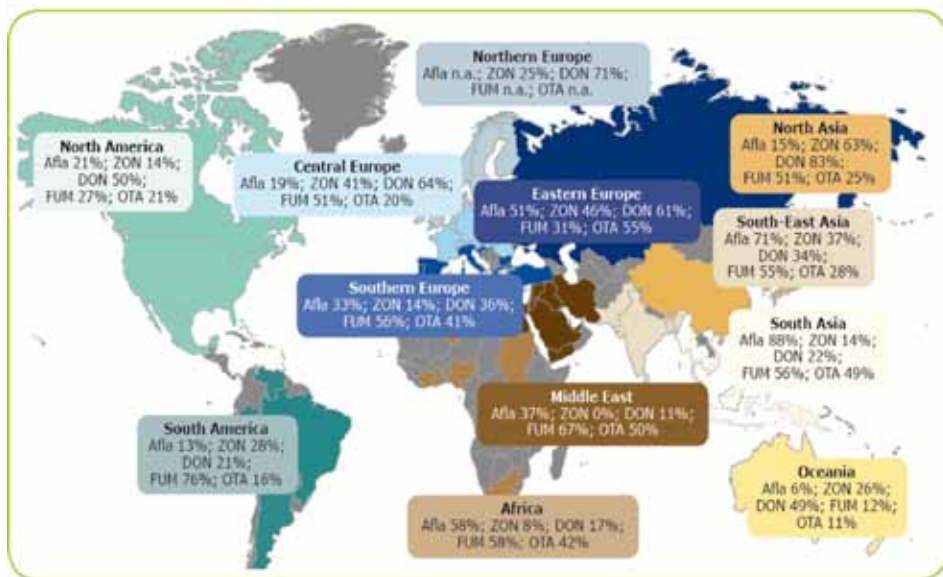 Northern Europe
Afla n.a.; ZON 25%; DON 71%;
FUM n.a.; OTA n.a.
North America
Afla 21%; ZON 14%;
DON 50%;
FUM 27%; OTA 21%
Central Europe
Afla 19%; ZON 41%; DON 64%;
FUM 51%; OTA 20%
North Asia
Afla 15%; ZON 63%;
DON 83%;
FUM 51%; OTA 25%
Eastern Europe
Afla 51%; ZON 46%; DON 61%;
FUM 31%; OTA 55%
South-East Asia
Afla 71%; ZON 37%;
DON 34%;
FUM 55%; OTA 28%
Southern Europe
Afla 33%; ZON 14%; DON 36%;
FUM 56%; OTA 41%
South Asia
Afla 88%; ZON 14%;
DON 22%;
FUM 56%; OTA 49%
Middle East
Afla 37%; ZON 0%; DON 11%;
FUM 67%; OTA 50%
South America
Afla 13%; ZON 28%;
DON 21%;
FUM 76%; OTA 16%
Oceania
Afla 6%; ZON 26%;
DON 49%; FUM 12%;
OTA 11%
Africa
Afla 58%; ZON 8%; DON 17%;
FUM 58%; OTA 42%